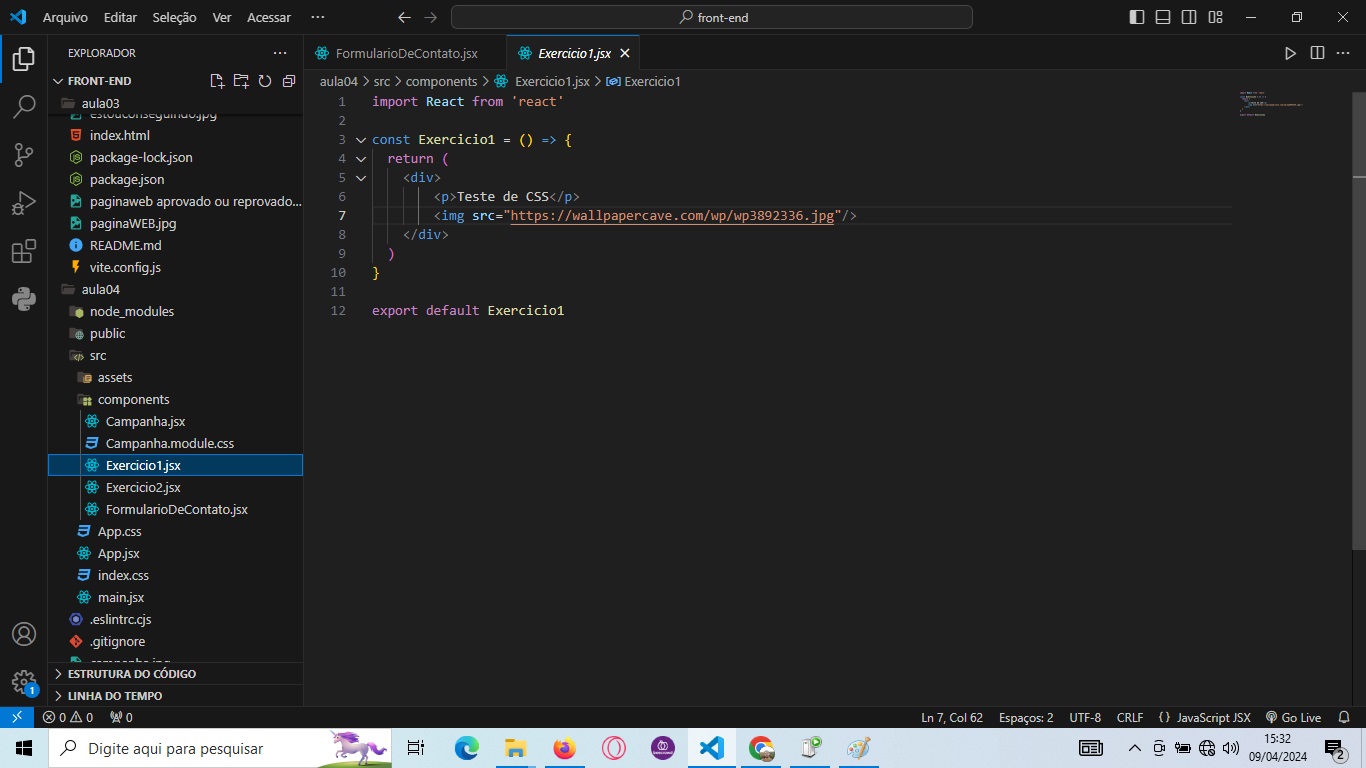 Arquivo Editar Seleção Ver Acessar ··· front-end
EXPLORADOR ···
FRONT-END
aula03
estouconseguindo.jpg
index.html
package-lock.json
package.json
paginaweb aprovado ou reprovado...
paginaWEB.jpg
README.md
vite.config.js
aula04
node_modules
public
src
assets
components
Campanha.jsx
Campanha.module.css
Exercicio1.jsx
Exercicio2.jsx
FormularioDeContato.jsx
App.css
App.jsx
index.css
main.jsx
.eslintrc.cjs
.gitignore
campanha.jpg
ESTRUTURA DO CÓDIGO
LINHA DO TEMPO
FormularioDeContato.jsx Exercicio1.jsx
aula04 > src > components > Exercicio1.jsx > Exercicio1
1 import React from 'react'
2
3 const Exercicio1 = () => {
4 return (
5 <div>
6 <p>Teste de CSS</p>
7 <img src="https://wallpapercave.com/wp/wp3892336.jpg"/>
8 </div>
9 )
10 }
11
12 export default Exercicio1
0 0 0 Ln 7, Col 62 Espaços: 2 UTF-8 CRLF {} JavaScript JSX Go Live
1
Digite aqui para pesquisar
15:32
09/04/2024
2